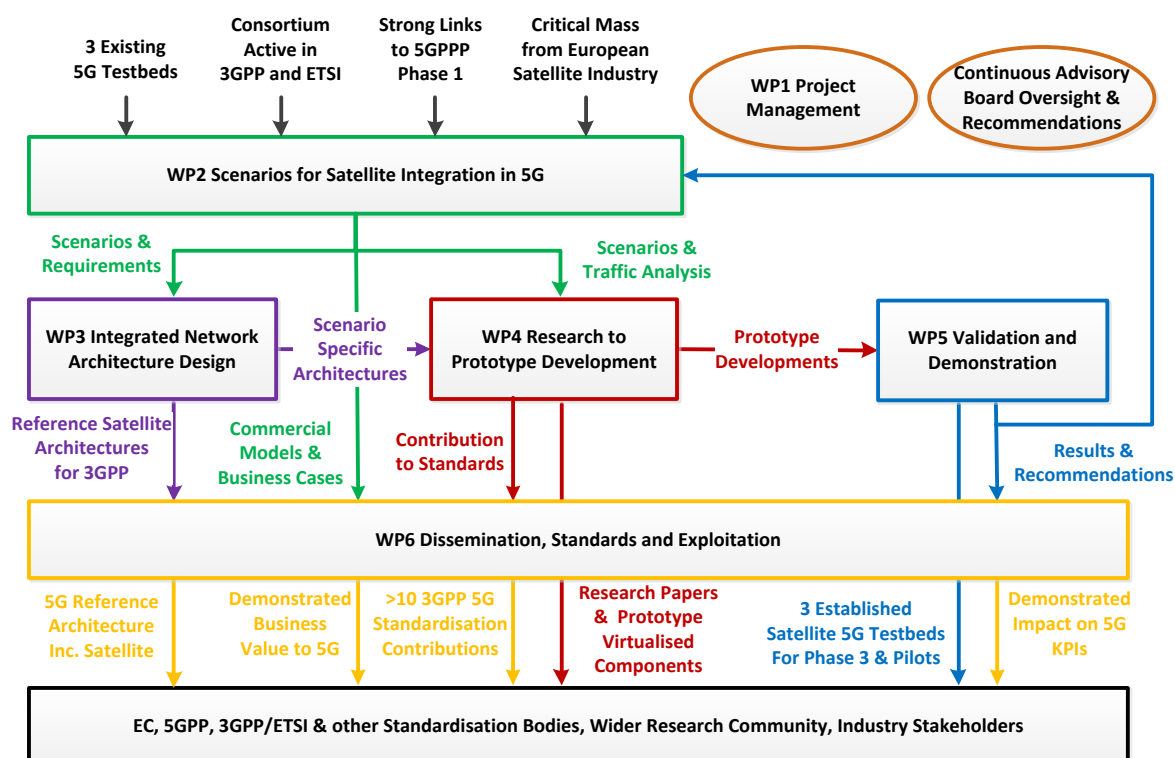 3 Existing
5G Testbeds
Consortium
Active in
3GPP and ETSI
Strong Links
to 5GPPP
Phase 1
Critical Mass
from European
Satellite Industry
WP1 Project
Management
Continuous Advisory
Board Oversight &
Recommendations
WP2 Scenarios for Satellite Integration in 5G
Scenarios &
Requirements
Scenarios &
Traffic Analysis
WP3 Integrated Network
Architecture Design
Scenario
Specific
Architectures
WP4 Research to
Prototype Development
Prototype
Developments
WP5 Validation and
Demonstration
Reference Satellite
Architectures
for 3GPP
Commercial
Models &
Business Cases
Contribution
to Standards
Results &
Recommendations
WP6 Dissemination, Standards and Exploitation
5G Reference
Architecture
Inc. Satellite
Demonstrated
Business
Value to 5G
>10 3GPP 5G
Standardisation
Contributions
Research Papers
& Prototype
Virtualised
Components
3 Established
Satellite 5G Testbeds
For Phase 3 & Pilots
Demonstrated
Impact on 5G
KPIs
EC, 5GPP, 3GPP/ETSI & other Standardisation Bodies, Wider Research Community, Industry Stakeholders